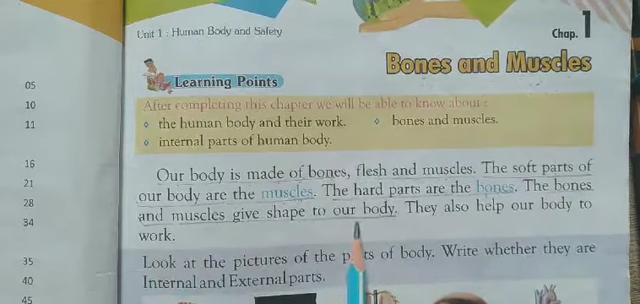 Unit 1 : Human Body and Safety
Chap. 1
Bones and Muscles
Learning Points
After completing this chapter we will be able to know about :
the human body and their work.
bones and muscles.
internal parts of human body.
Our body is made of bones, flesh and muscles. The soft parts of
our body are the muscles. The hard parts are the bones. The bones
and muscles give shape to our body. They also help our body to
work.
Look at the pictures of the parts of body. Write whether they are
Internal and External parts.
05
10
11
16
21
28
34
35
40
45